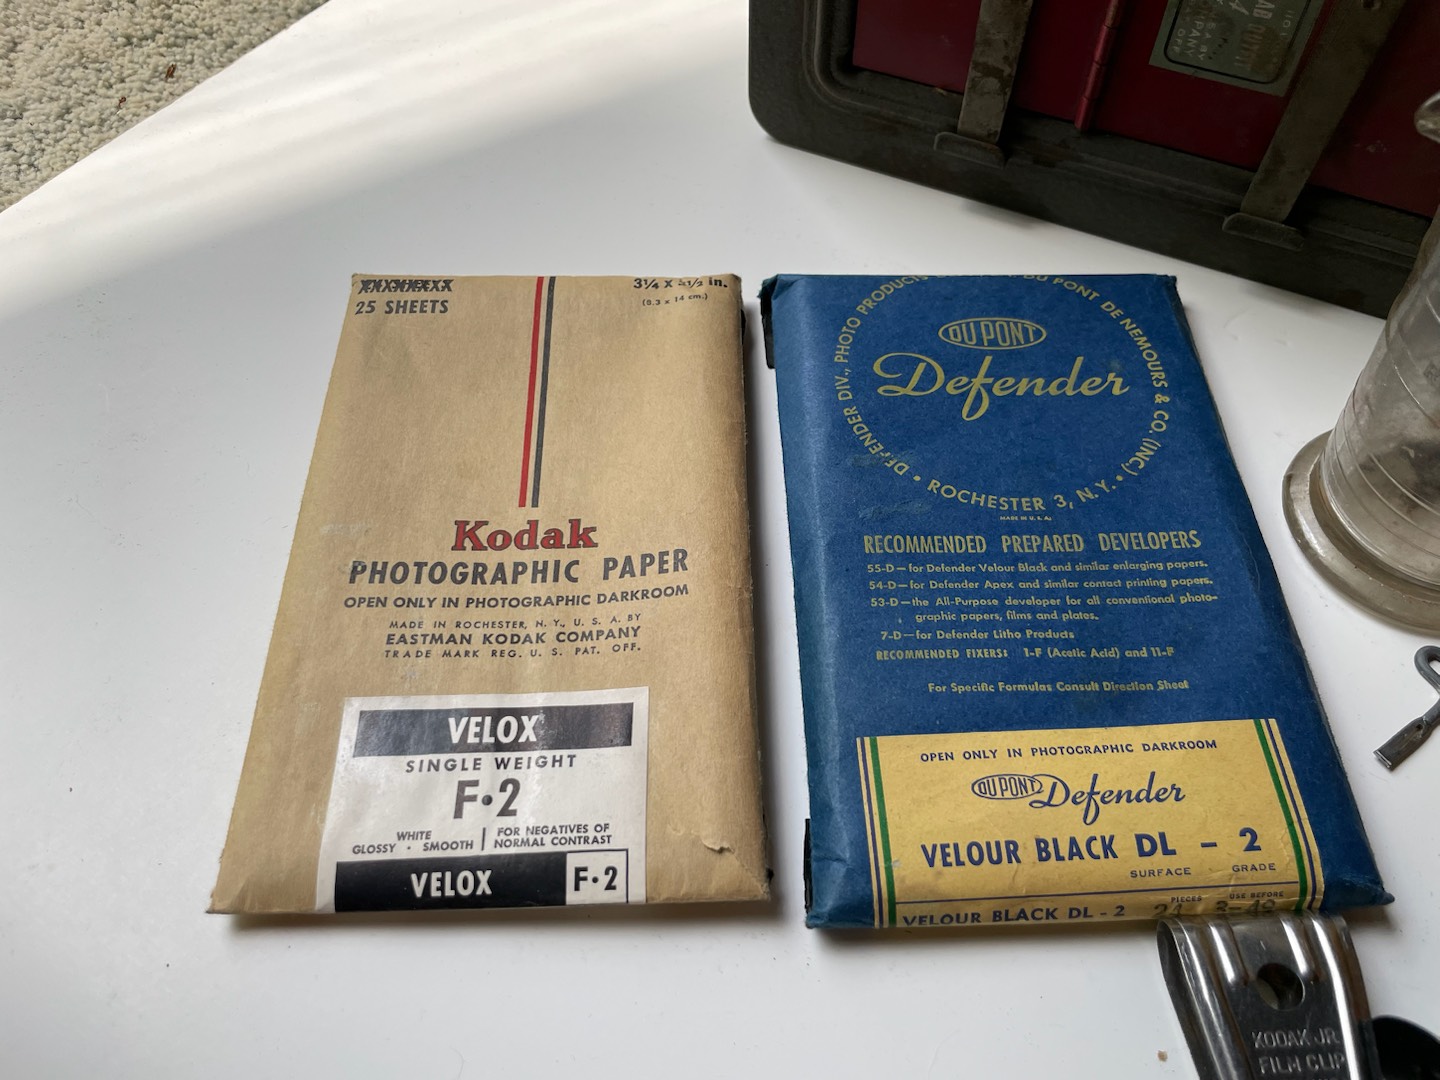 25 SHEETS
3¼ x in.
(8.3 x 14 cm.)
Kodak
PHOTOGRAPHIC PAPER
OPEN ONLY IN PHOTOGRAPHIC DARKROOM
MADE IN ROCHESTER, N. Y., U. S. A. BY
EASTMAN KODAK COMPANY
TRADE MARK REG. U. S. PAT. OFF.
VELOX
SINGLE WEIGHT
F•2
WHITE
GLOSSY • SMOOTH
FOR NEGATIVES OF
NORMAL CONTRAST
VELOX
F•2
DEFENDER DIV., PHOTO PRODUCTS DU PONT DE NEMOURS & CO. (INC)
• ROCHESTER 3, N.Y. •
MADE IN U. S. A.
DU PONT
Defender
RECOMMENDED PREPARED DEVELOPERS
55-D—for Defender Velour Black and similar enlarging papers.
54-D—for Defender Apex and similar contact printing papers.
53-D—the All-Purpose developer for all conventional photo-
graphic papers, films and plates.
7-D—for Defender Litho Products
RECOMMENDED FIXERS: 1-F (Acetic Acid) and 11-F
For Specific Formulas Consult Direction Sheet
OPEN ONLY IN PHOTOGRAPHIC DARKROOM
DU PONT Defender
VELOUR BLACK DL – 2
SURFACE GRADE
PIECES USE BEFORE
VELOUR BLACK DL - 2
KODAK JR.
FILM CLIP